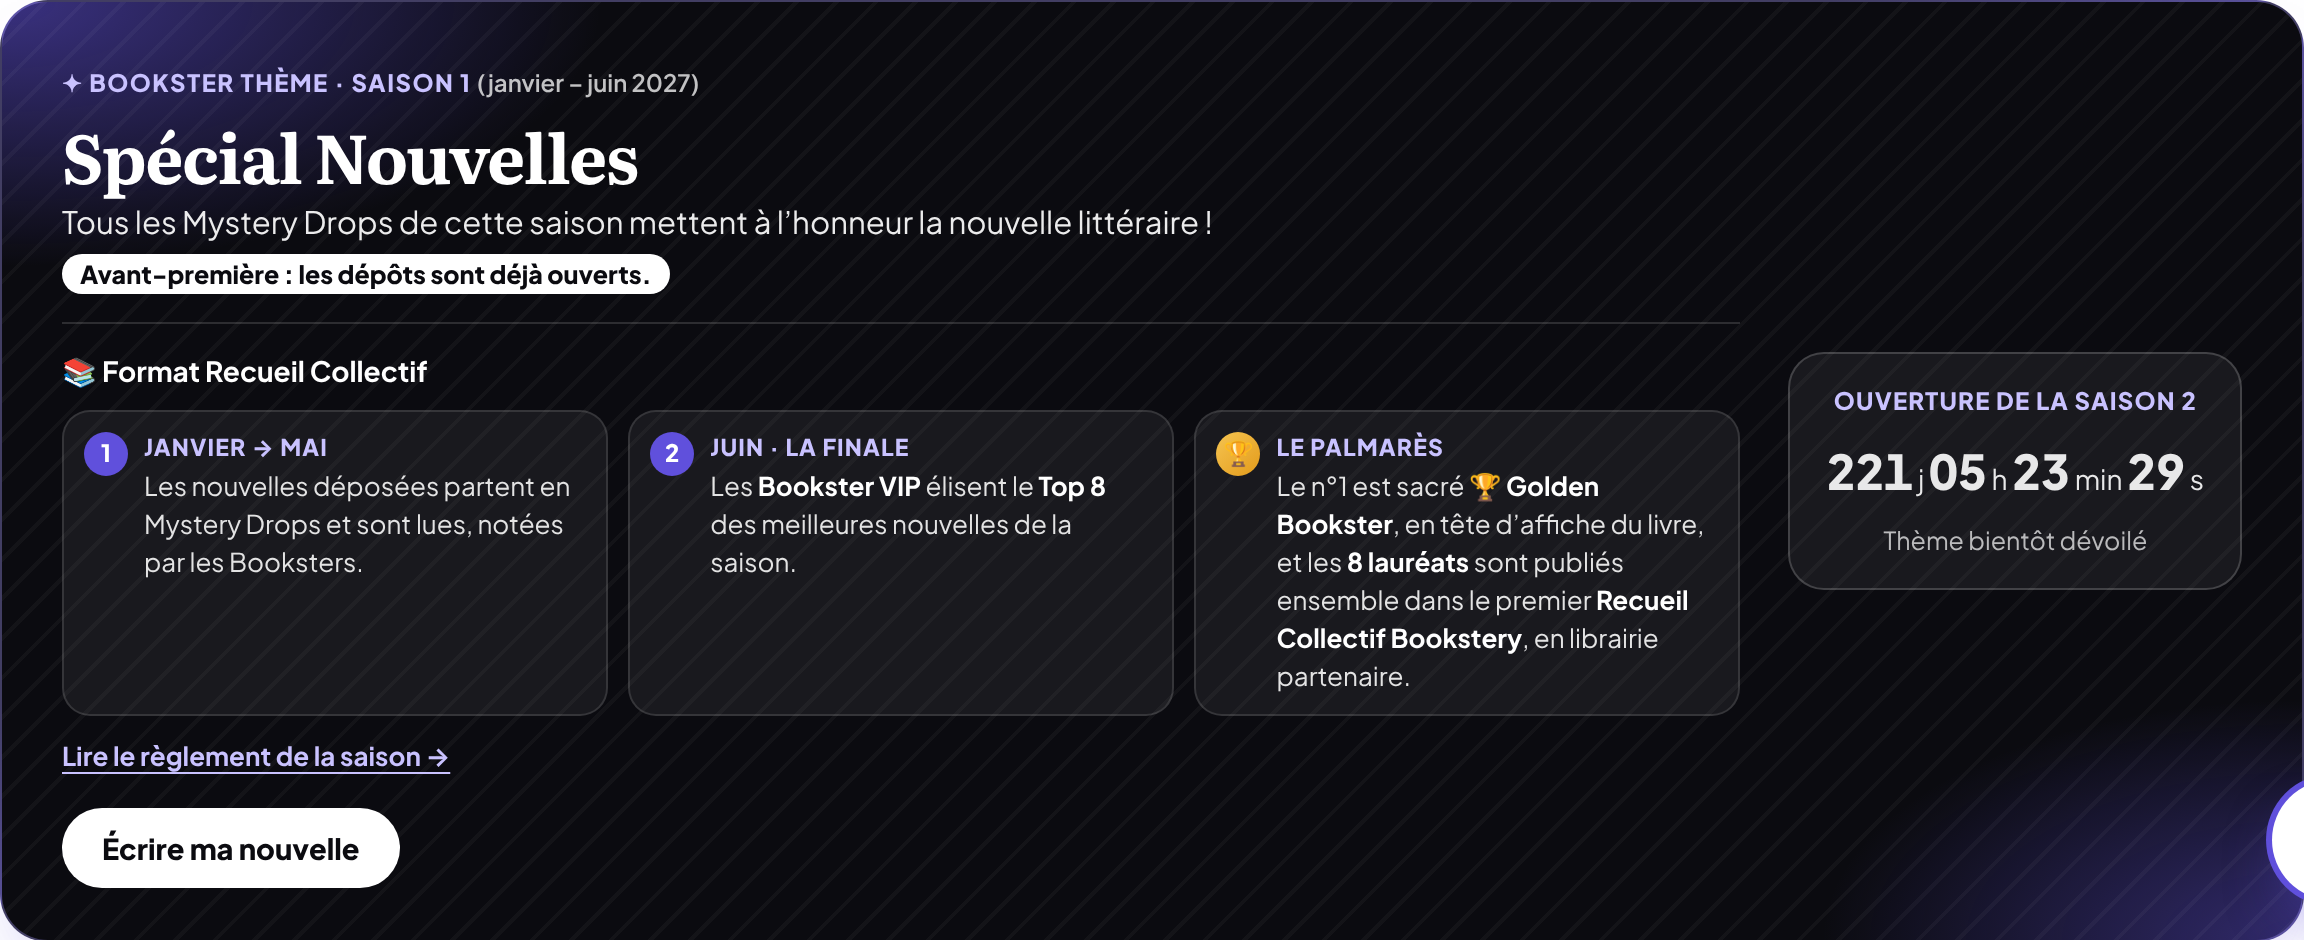 ✦ BOOKSTER THÈME · SAISON 1 (janvier – juin 2027)
Spécial Nouvelles
Tous les Mystery Drops de cette saison mettent à l’honneur la nouvelle littéraire !
Avant-première : les dépôts sont déjà ouverts.
📚 Format Recueil Collectif
1 JANVIER → MAI
Les nouvelles déposées partent en
Mystery Drops et sont lues, notées
par les Booksters.
2 JUIN · LA FINALE
Les Bookster VIP élisent le Top 8
des meilleures nouvelles de la
saison.
🏆 LE PALMARÈS
Le n°1 est sacré 🏆 Golden
Bookster, en tête d’affiche du livre,
et les 8 lauréats sont publiés
ensemble dans le premier Recueil
Collectif Bookstery, en librairie
partenaire.
OUVERTURE DE LA SAISON 2
221 j 05 h 23 min 29 s
Thème bientôt dévoilé
Lire le règlement de la saison →
Écrire ma nouvelle